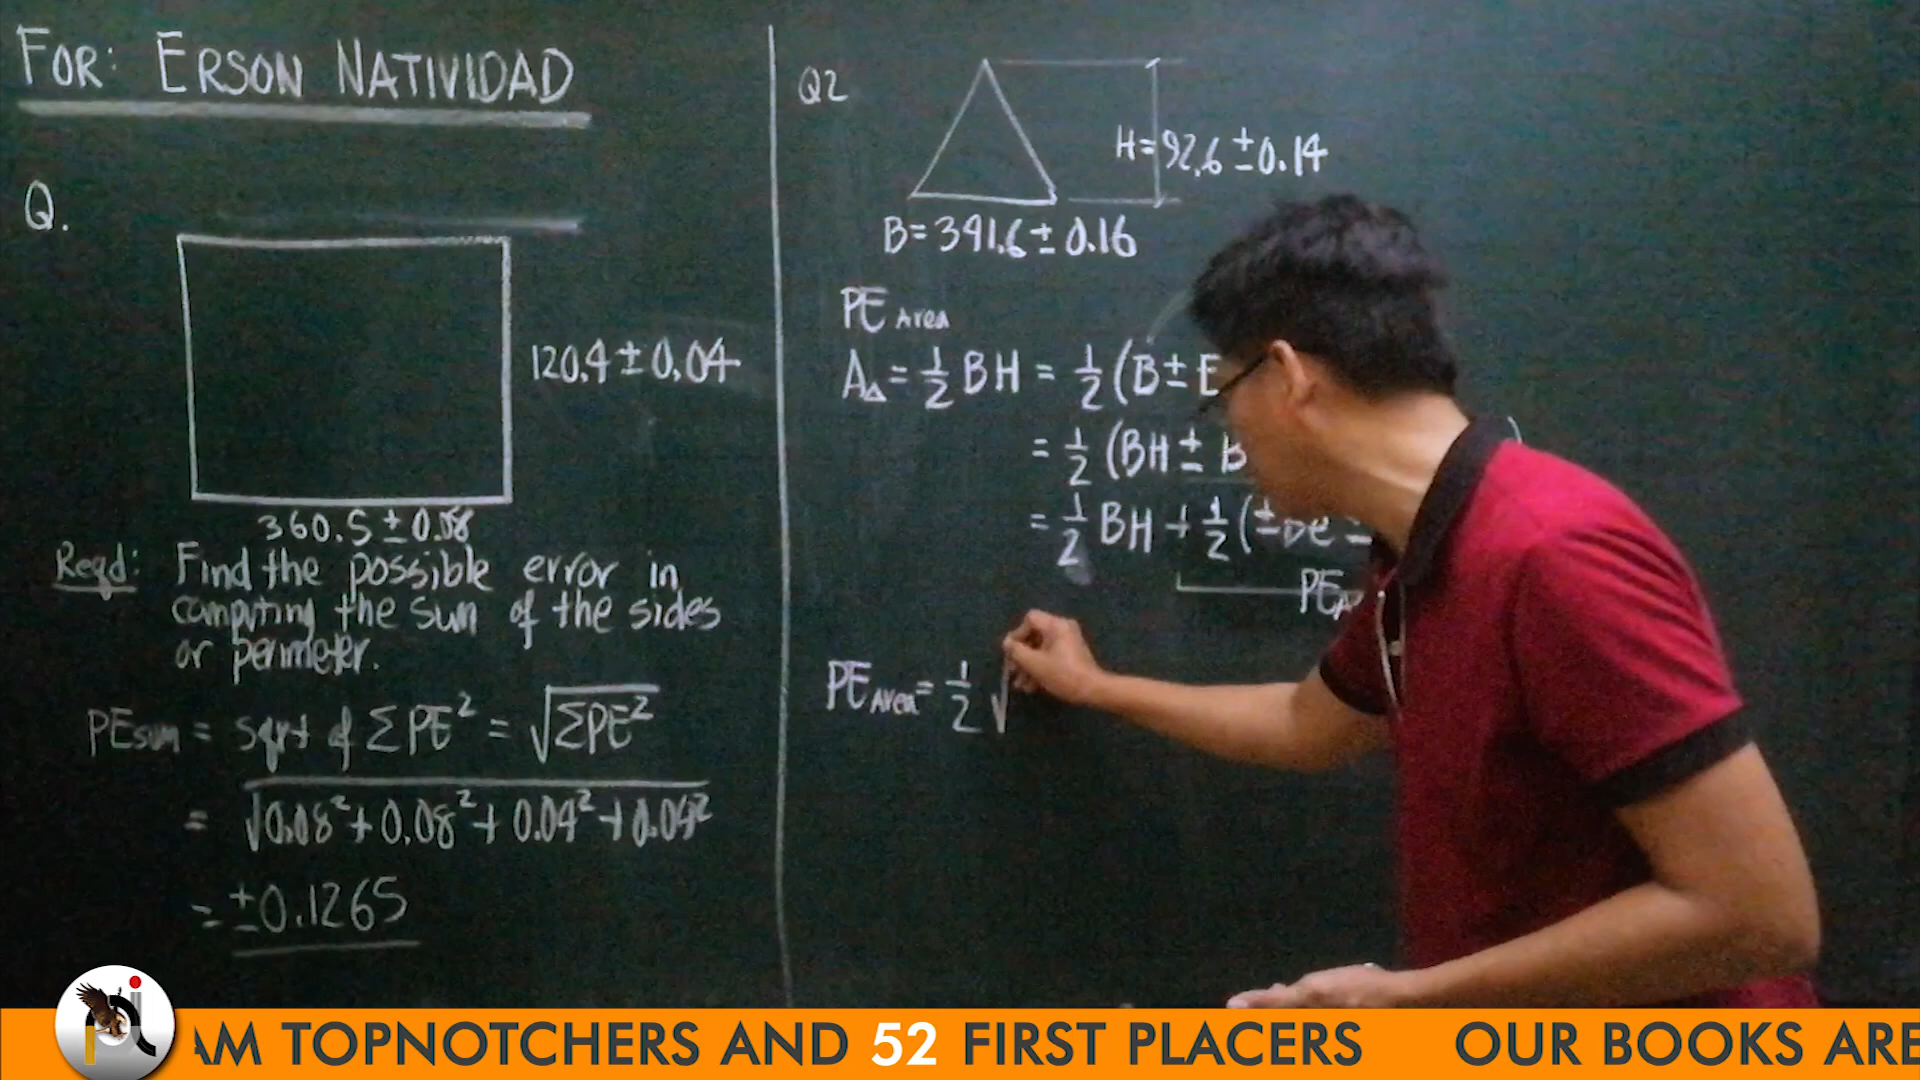 FOR: ERSON NATIVIDAD
Q.
120.4 ± 0.04
360.5 ± 0.08
Reqd: Find the possible error in
computing the sum of the sides
or perimeter.
PEsum = sqrt of ΣPE² = √ΣPE²
= √0.08² + 0.08² + 0.04² + 0.04²
= ±0.1265
Q2
H = 92.6 ± 0.14
B = 391.6 ± 0.16
PE Area
A△ = 1/2 BH = 1/2 (B ± E
= 1/2 (BH ± B
= 1/2 BH + 1/2 (±
PEA
PE Area = 1/2 √
AM TOPNOTCHERS AND 52 FIRST PLACERS OUR BOOKS ARE